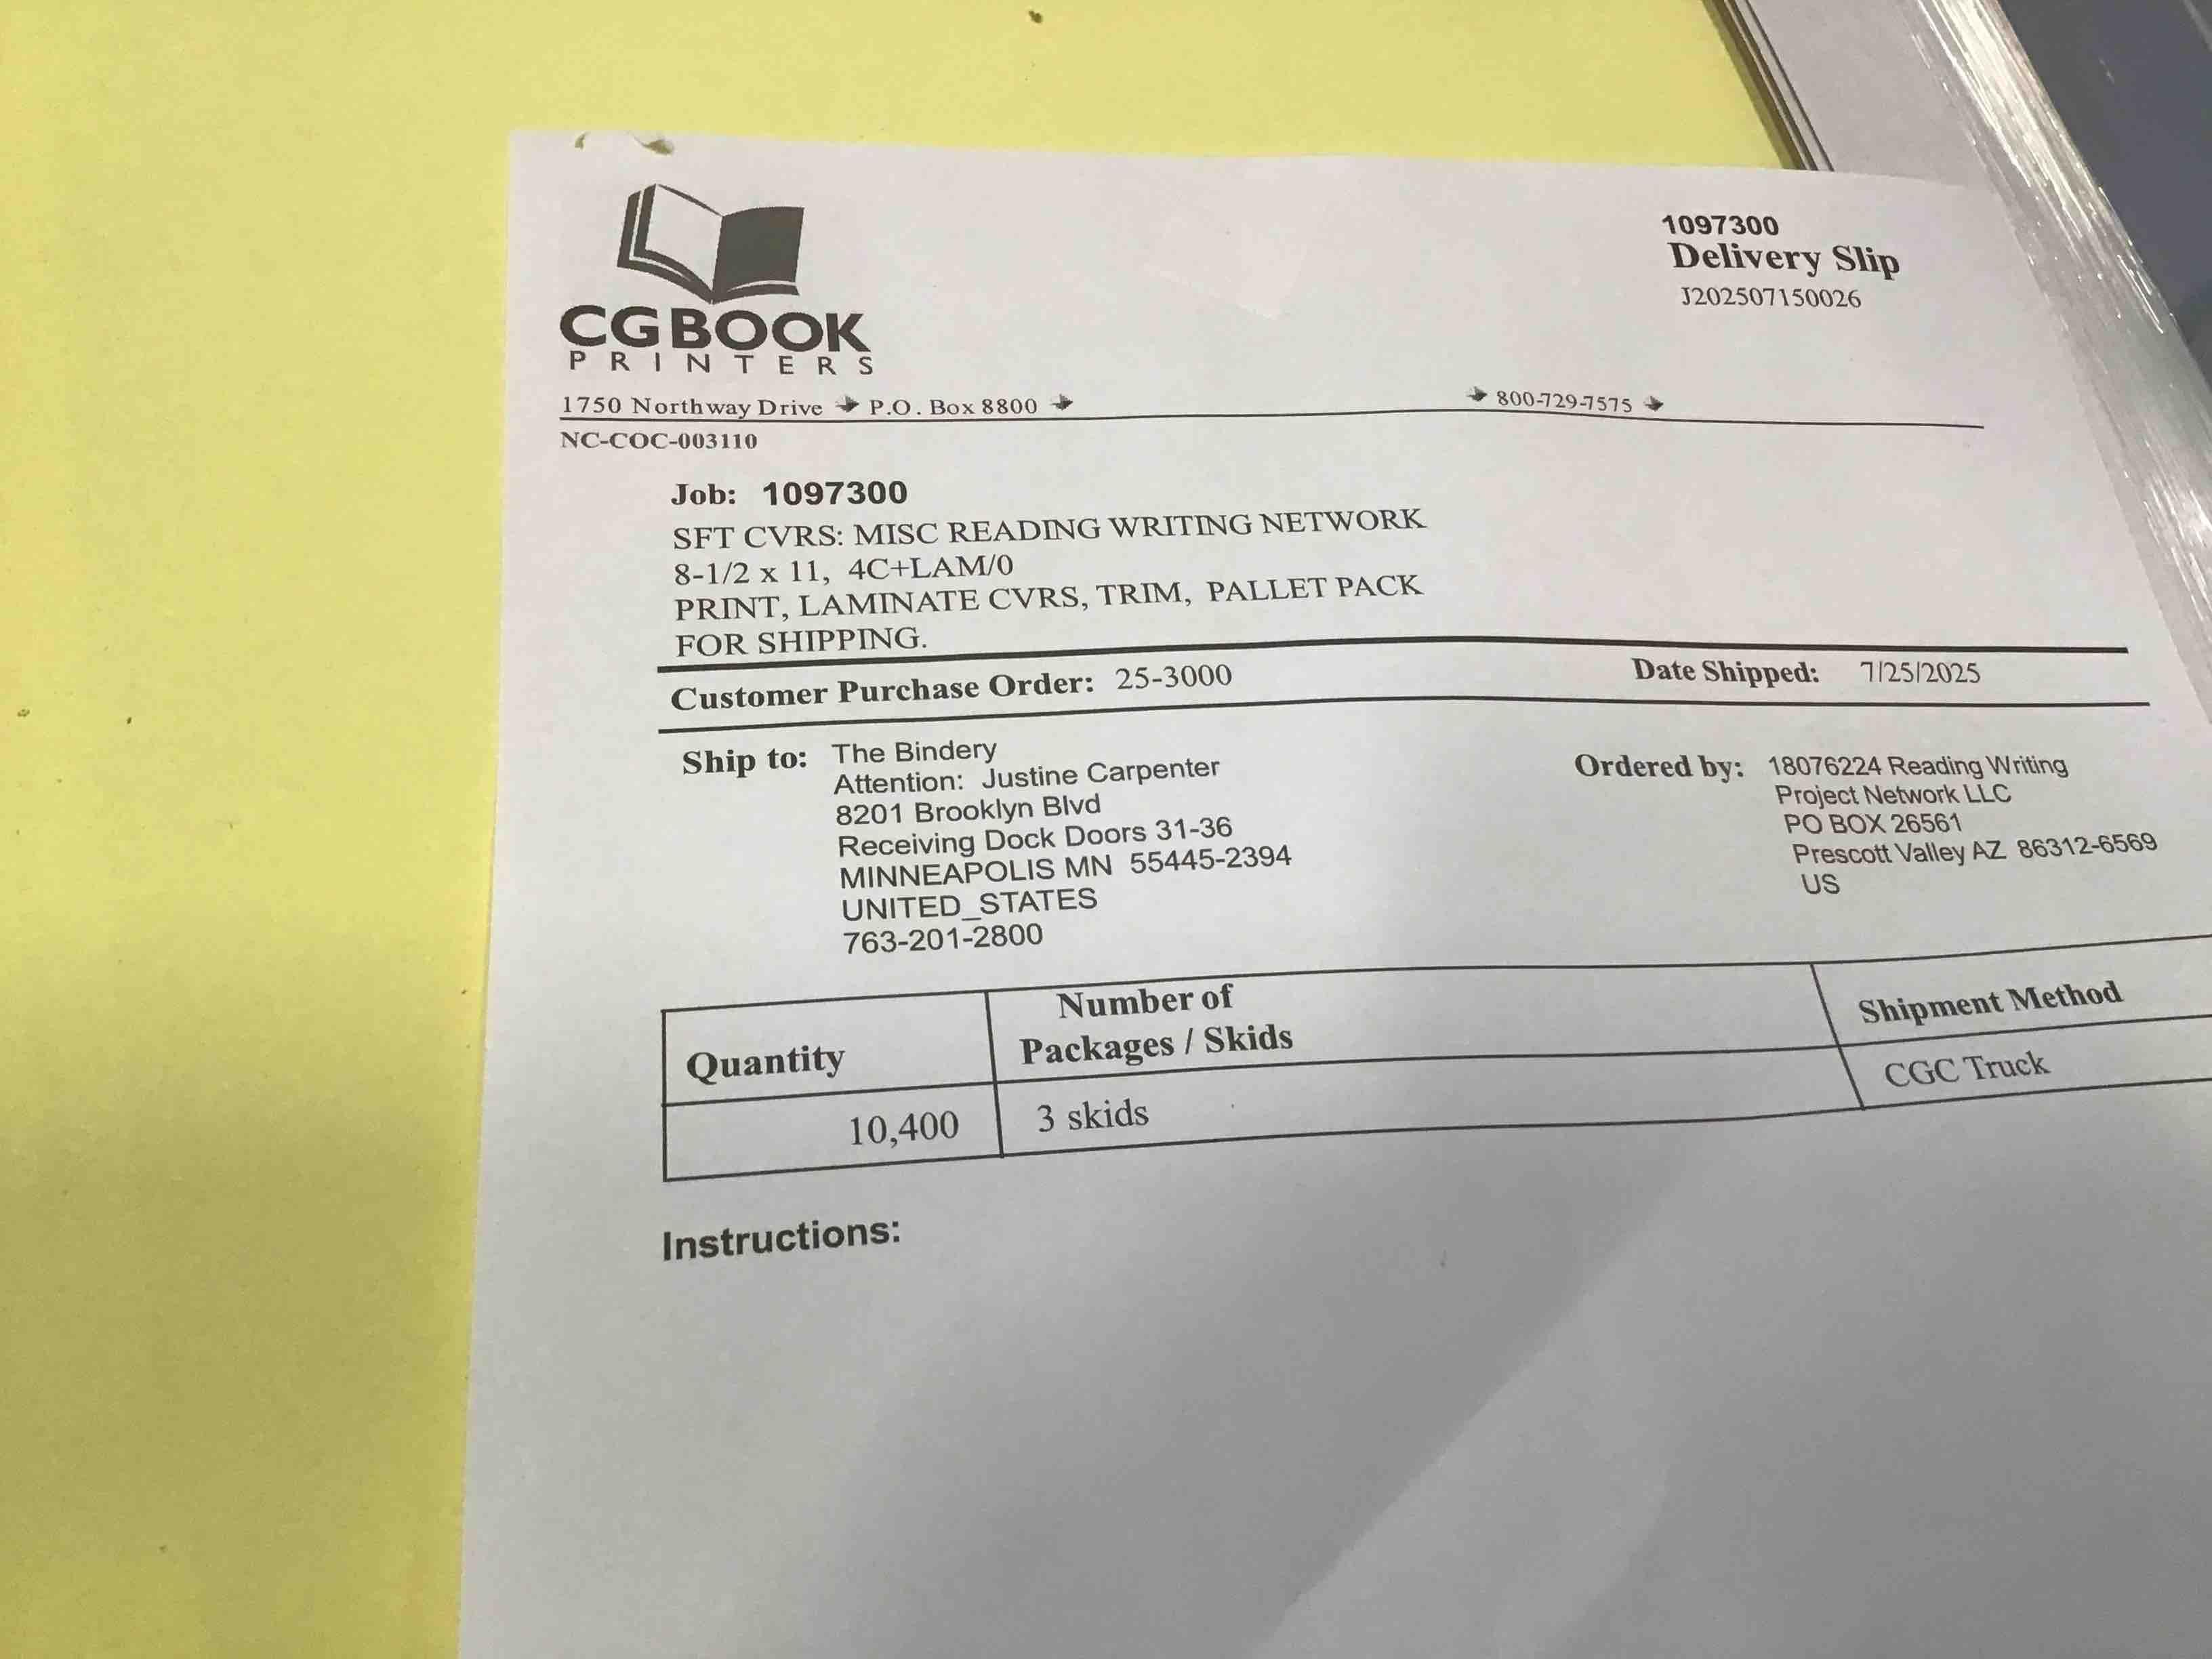 1097300
Delivery Slip
J202507150026
CGBOOK
PRINTERS
1750 Northway Drive P.O. Box 8800 800-729-7575
NC-COC-003110
Job: 1097300
SFT CVRS: MISC READING WRITING NETWORK
8-1/2 x 11, 4C+LAM/0
PRINT, LAMINATE CVRS, TRIM, PALLET PACK
FOR SHIPPING.
Customer Purchase Order: 25-3000 Date Shipped: 7/25/2025
Ship to: The Bindery
Attention: Justine Carpenter
8201 Brooklyn Blvd
Receiving Dock Doors 31-36
MINNEAPOLIS MN 55445-2394
UNITED_STATES
763-201-2800
Ordered by: 18076224 Reading Writing
Project Network LLC
PO BOX 26561
Prescott Valley AZ 86312-6569
US
Quantity Number of Packages / Skids Shipment Method
10,400 3 skids CGC Truck
Instructions: